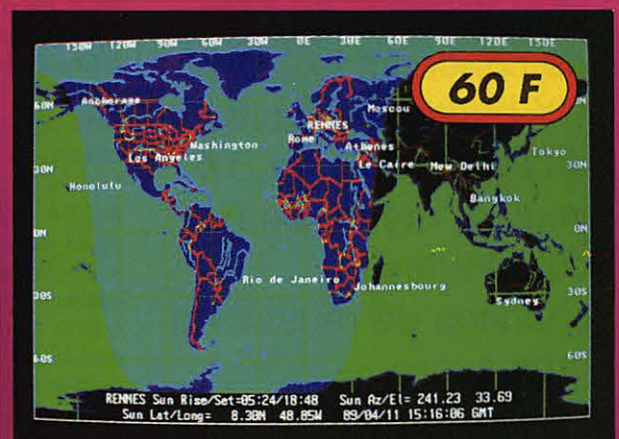 150W 120W 90W 60W 30W 0E 30E 60E 90E 120E 150E
60 F
60N
Anchorage
Moscou
RENNES
Washington
Rome
Athenes
Tokyo
Los Angeles
Le Caire
New Delhi
30N
30N
Honolulu
Bangkok
0N
0N
Rio de Janeiro
Johannesbourg
30S
30S
Sydney
60S
60S
RENNES Sun Rise/Set=05:24/18:48 Sun Az/El= 241.23 33.69
Sun Lat/Long= 8.30N 48.85W 89/04/11 15:16:06 GMT